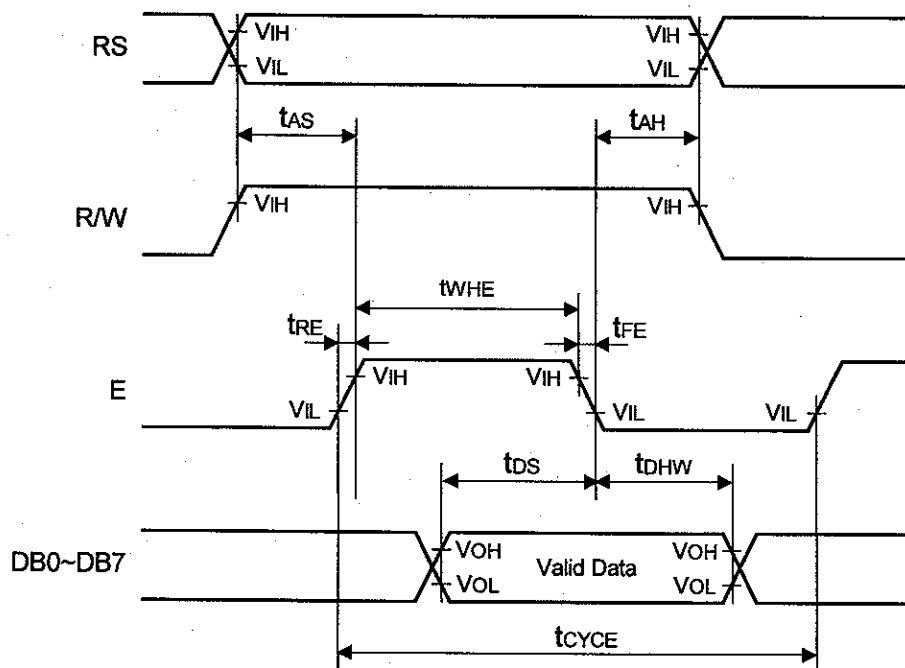 RS
VIH
VIH
VIL
VIL
tAS
tAH
R/W
VIH
VIH
tWHE
tRE
tFE
E
VIH
VIH
VIL
VIL
VIL
tDS
tDHW
DB0~DB7
VOH
Valid Data
VOH
VOL
VOL
tCYCE